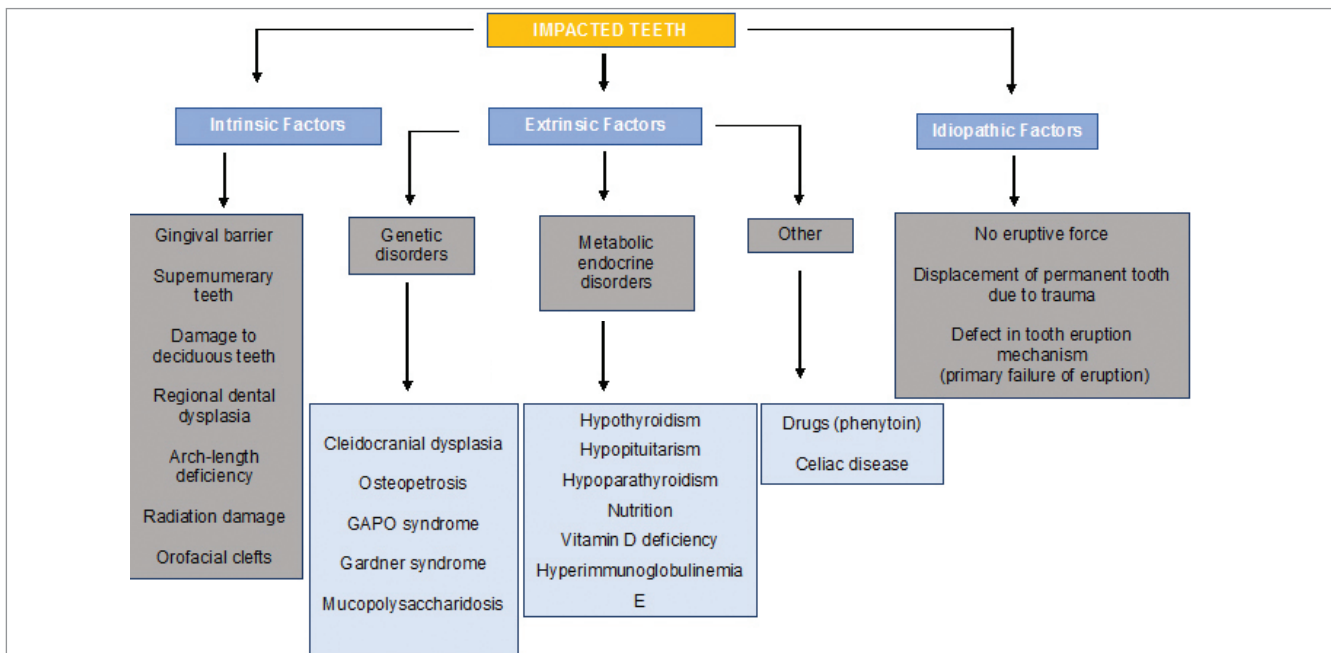 IMPACTED TEETH
Intrinsic Factors
Extrinsic Factors
Idiopathic Factors
Gingival barrier
Supernumerary
teeth
Damage to
deciduous teeth
Regional dental
dysplasia
Arch-length
deficiency
Radiation damage
Orofacial clefts
Genetic
disorders
Metabolic
endocrine
disorders
Other
No eruptive force
Displacement of permanent tooth
due to trauma
Defect in tooth eruption
mechanism
(primary failure of eruption)
Cleidocranial dysplasia
Osteopetrosis
GAPO syndrome
Gardner syndrome
Mucopolysaccharidosis
Hypothyroidism
Hypopituitarism
Hypoparathyroidism
Nutrition
Vitamin D deficiency
Hyperimmunoglobulinemia
E
Drugs (phenytoin)
Celiac disease